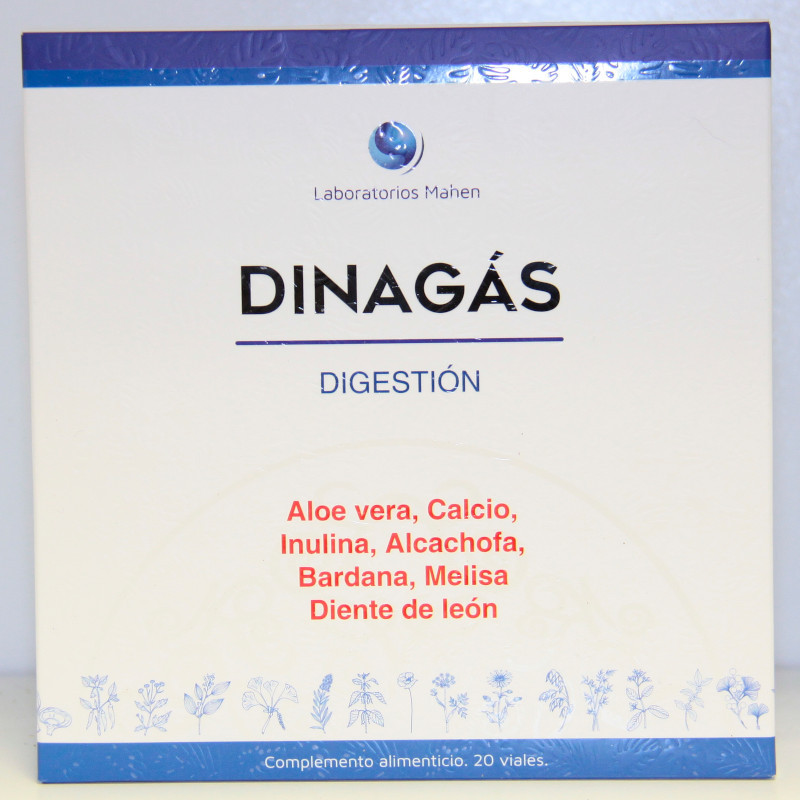 Laboratorios Mahen
DINAGÁS
DIGESTIÓN
Aloe vera, Calcio,
Inulina, Alcachofa,
Bardana, Melisa
Diente de león
Complemento alimenticio. 20 viales.